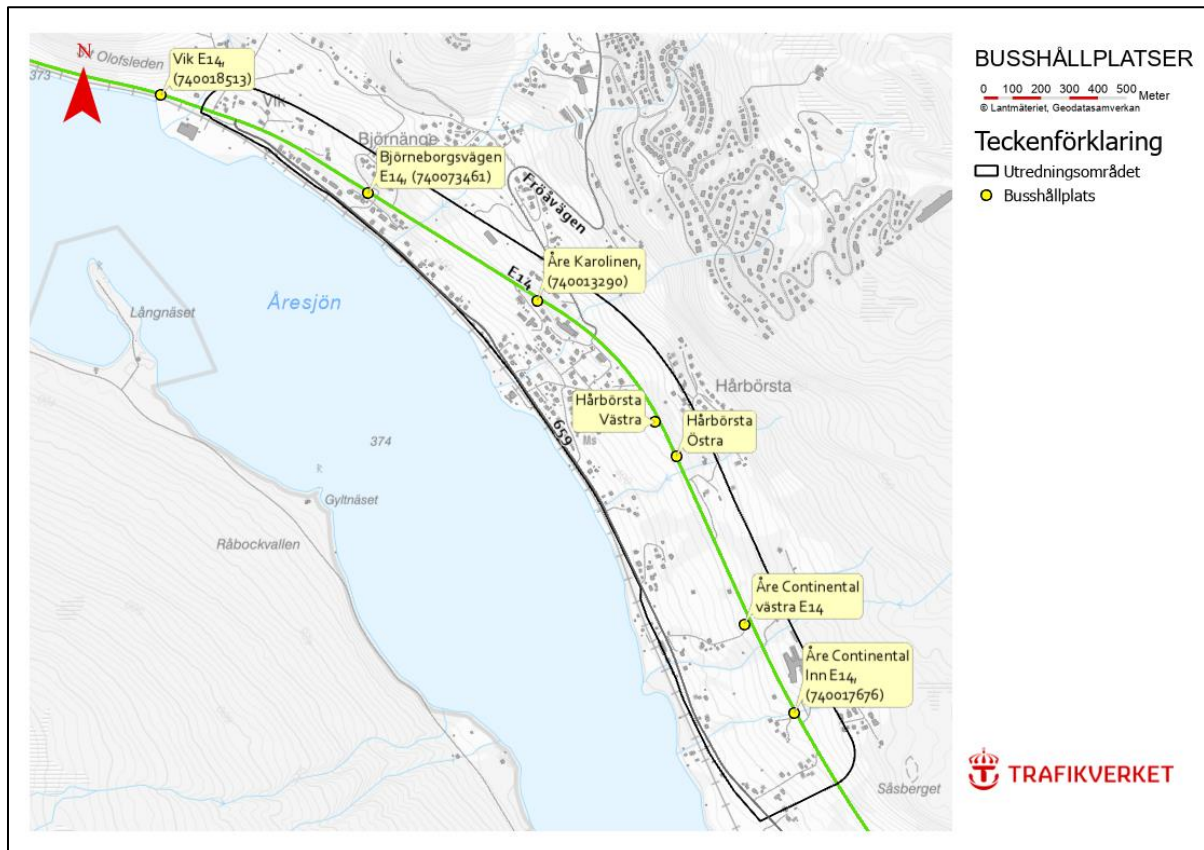 BUSSHÅLLPLATSER
0 100 200 300 400 500 Meter
© Lantmäteriet, Geodatasamverkan
Teckenförklaring
Utredningsområdet
Busshållplats
TRAFIKVERKET
N
Olofsleden
373
Vik E14,
(740018513)
Vik
Björnänge
Björneborgsvägen
E14, (740073461)
Fröåvägen
E14
Åre Karolinen,
(740013290)
Åresjön
Långnäset
Hårbörsta
Hårbörsta
Västra
Hårbörsta
Östra
659
Ms
374
Gyltnäset
Råbockvallen
Åre Continental
västra E14
Åre Continental
Inn E14,
(740017676)
Såsberget